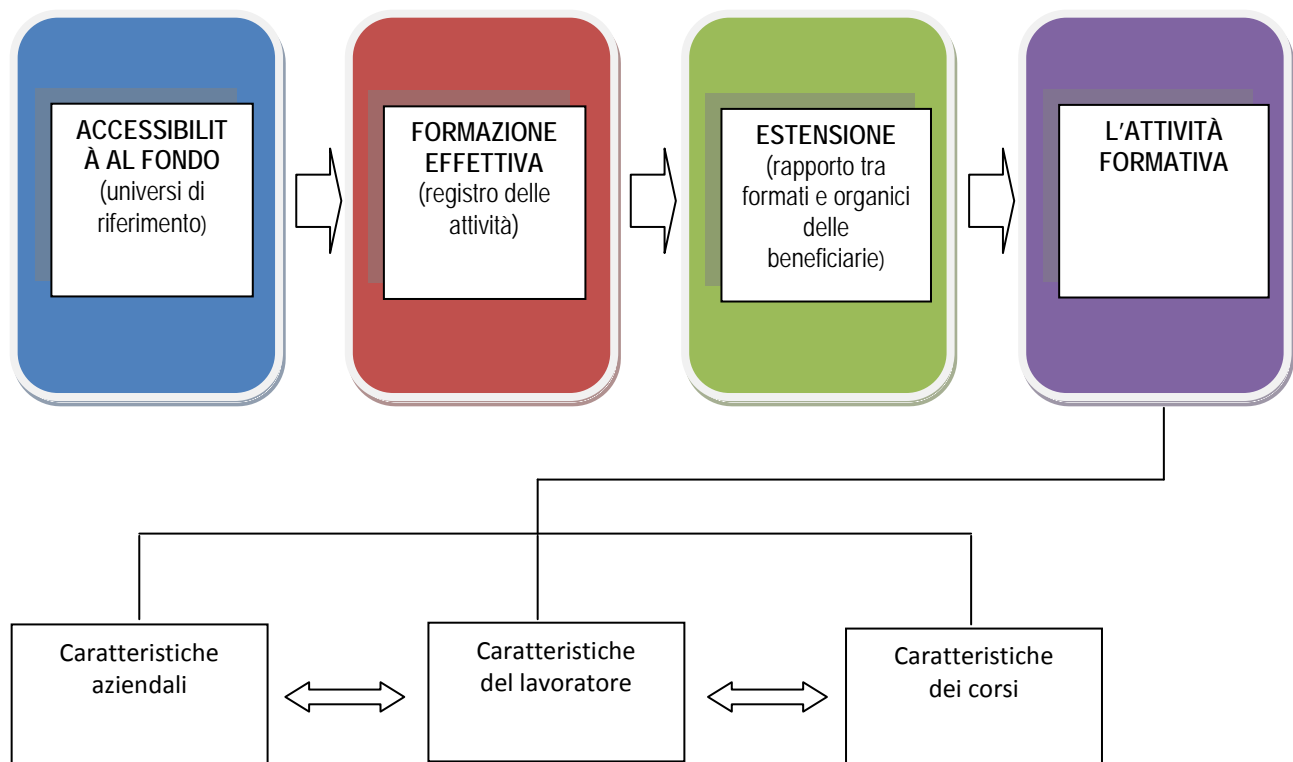 ACCESSIBILIT
À AL FONDO
(universi di
riferimento)
FORMAZIONE
EFFETTIVA
(registro delle
attività)
ESTENSIONE
(rapporto tra
formati e organici
delle
beneficiarie)
L'ATTIVITÀ
FORMATIVA
Caratteristiche
aziendali
Caratteristiche
del lavoratore
Caratteristiche
dei corsi